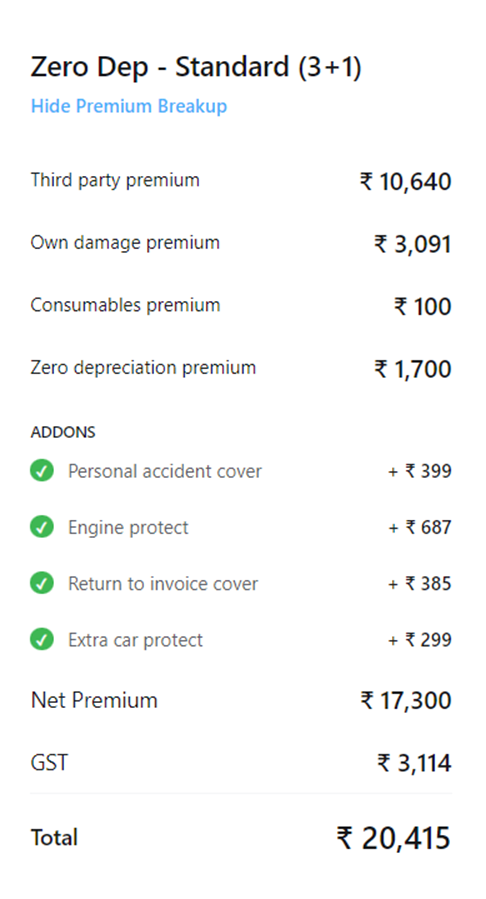 Zero Dep - Standard (3+1)
Hide Premium Breakup
Third party premium ₹ 10,640
Own damage premium ₹ 3,091
Consumables premium ₹ 100
Zero depreciation premium ₹ 1,700
ADDONS
Personal accident cover + ₹ 399
Engine protect + ₹ 687
Return to invoice cover + ₹ 385
Extra car protect + ₹ 299
Net Premium ₹ 17,300
GST ₹ 3,114
Total ₹ 20,415